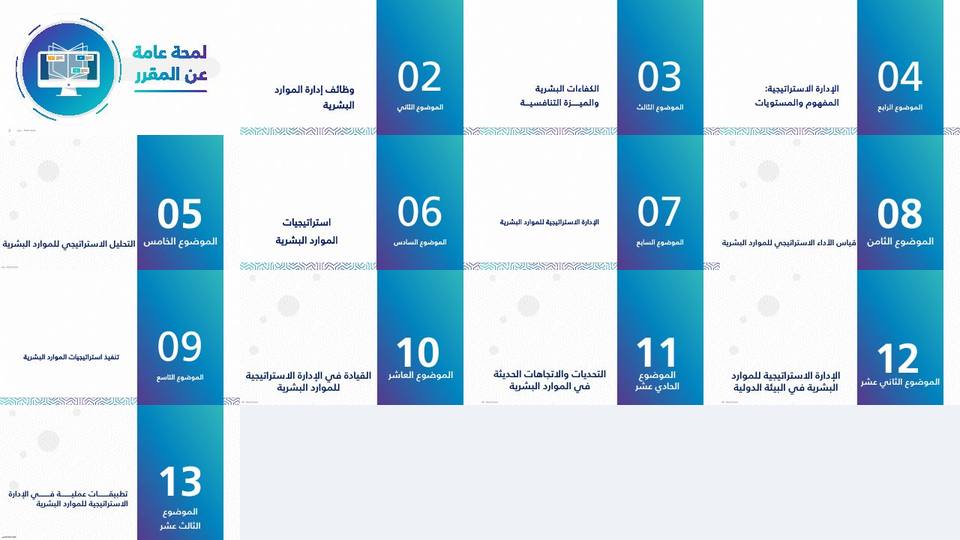 لمحة عامة
عن المقرر
02
الموضوع الثاني
وظائف إدارة الموارد
البشرية
03
الموضوع الثالث
الكفاءات البشرية
والميـــزة التنافسيـــة
04
الموضوع الرابع
الإدارة الاستراتيجية:
المفهوم والمستويات
05
الموضوع الخامس
التحليل الاستراتيجي للموارد البشرية
06
الموضوع السادس
استراتيجيات
الموارد البشرية
07
الموضوع السابع
الإدارة الاستراتيجية للموارد البشرية
08
الموضوع الثامن
قياس الأداء الاستراتيجي للموارد البشرية
09
الموضوع التاسع
تنفيذ استراتيجيات الموارد البشرية
10
الموضوع العاشر
القيادة في الإدارة الاستراتيجية
للموارد البشرية
11
الموضوع
الحادي عشر
التحديات والاتجاهات الحديثة
في الموارد البشرية
12
الموضوع الثاني عشر
الإدارة الاستراتيجية للموارد
البشرية في البيئة الدولية
13
الموضوع
الثالث عشر
تطبيقـــات عمليـــة فـــي الإدارة
الاستراتيجية للموارد البشرية